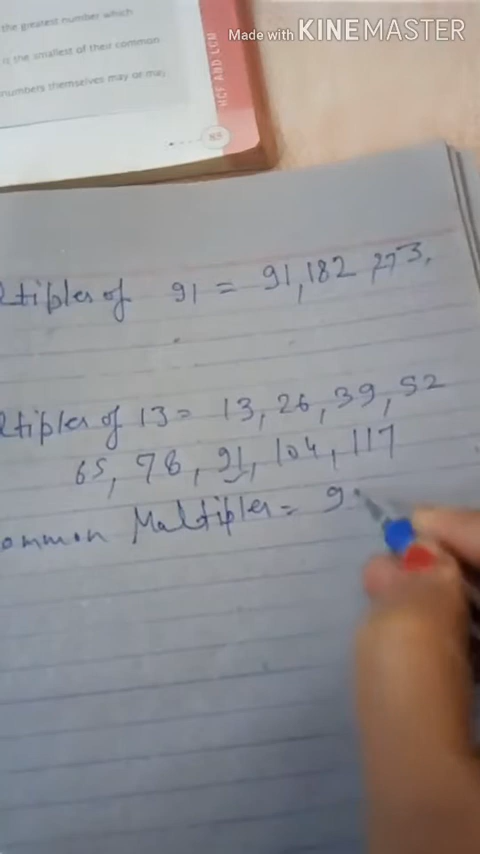 Made with KINEMASTER
the greatest number which
is the smallest of their common
numbers themselves may or may
HCF AND LCM
85
ltiples of 91 = 91, 182, 273,
ltiples of 13 = 13, 26, 39, 52
65, 78, 91, 104, 117
ommon Multiples = 9